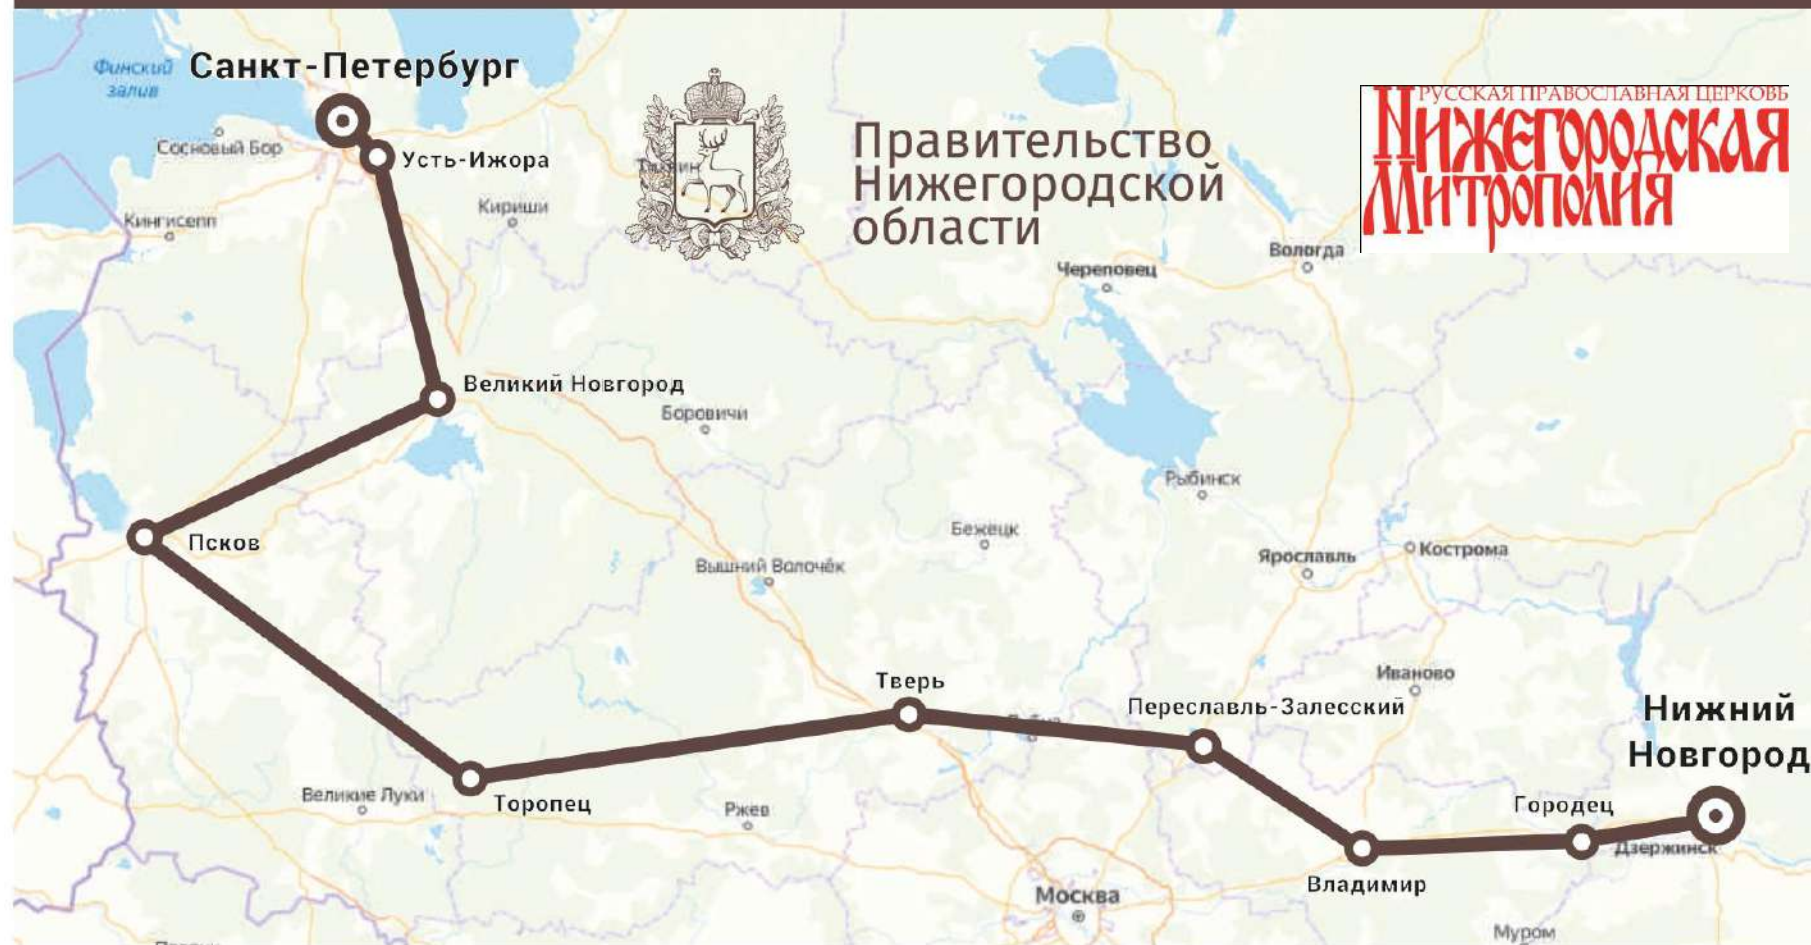 Финский
залив
Санкт-Петербург
Сосновый Бор
Усть-Ижора
Кингисепп
Кириши
Правительство
Нижегородской
области
РУССКАЯ ПРАВОСЛАВНАЯ ЦЕРКОВЬ
НИЖЕГОРОДСКАЯ
МИТРОПОЛИЯ
Вологда
Череповец
Великий Новгород
Боровичи
Рыбинск
Псков
Бежецк
Вышний Волочёк
Ярославль
Кострома
Тверь
Переславль-Залесский
Иваново
Нижний
Новгород
Великие Луки
Торопец
Ржев
Городец
Дзержинск
Владимир
Москва
Муром